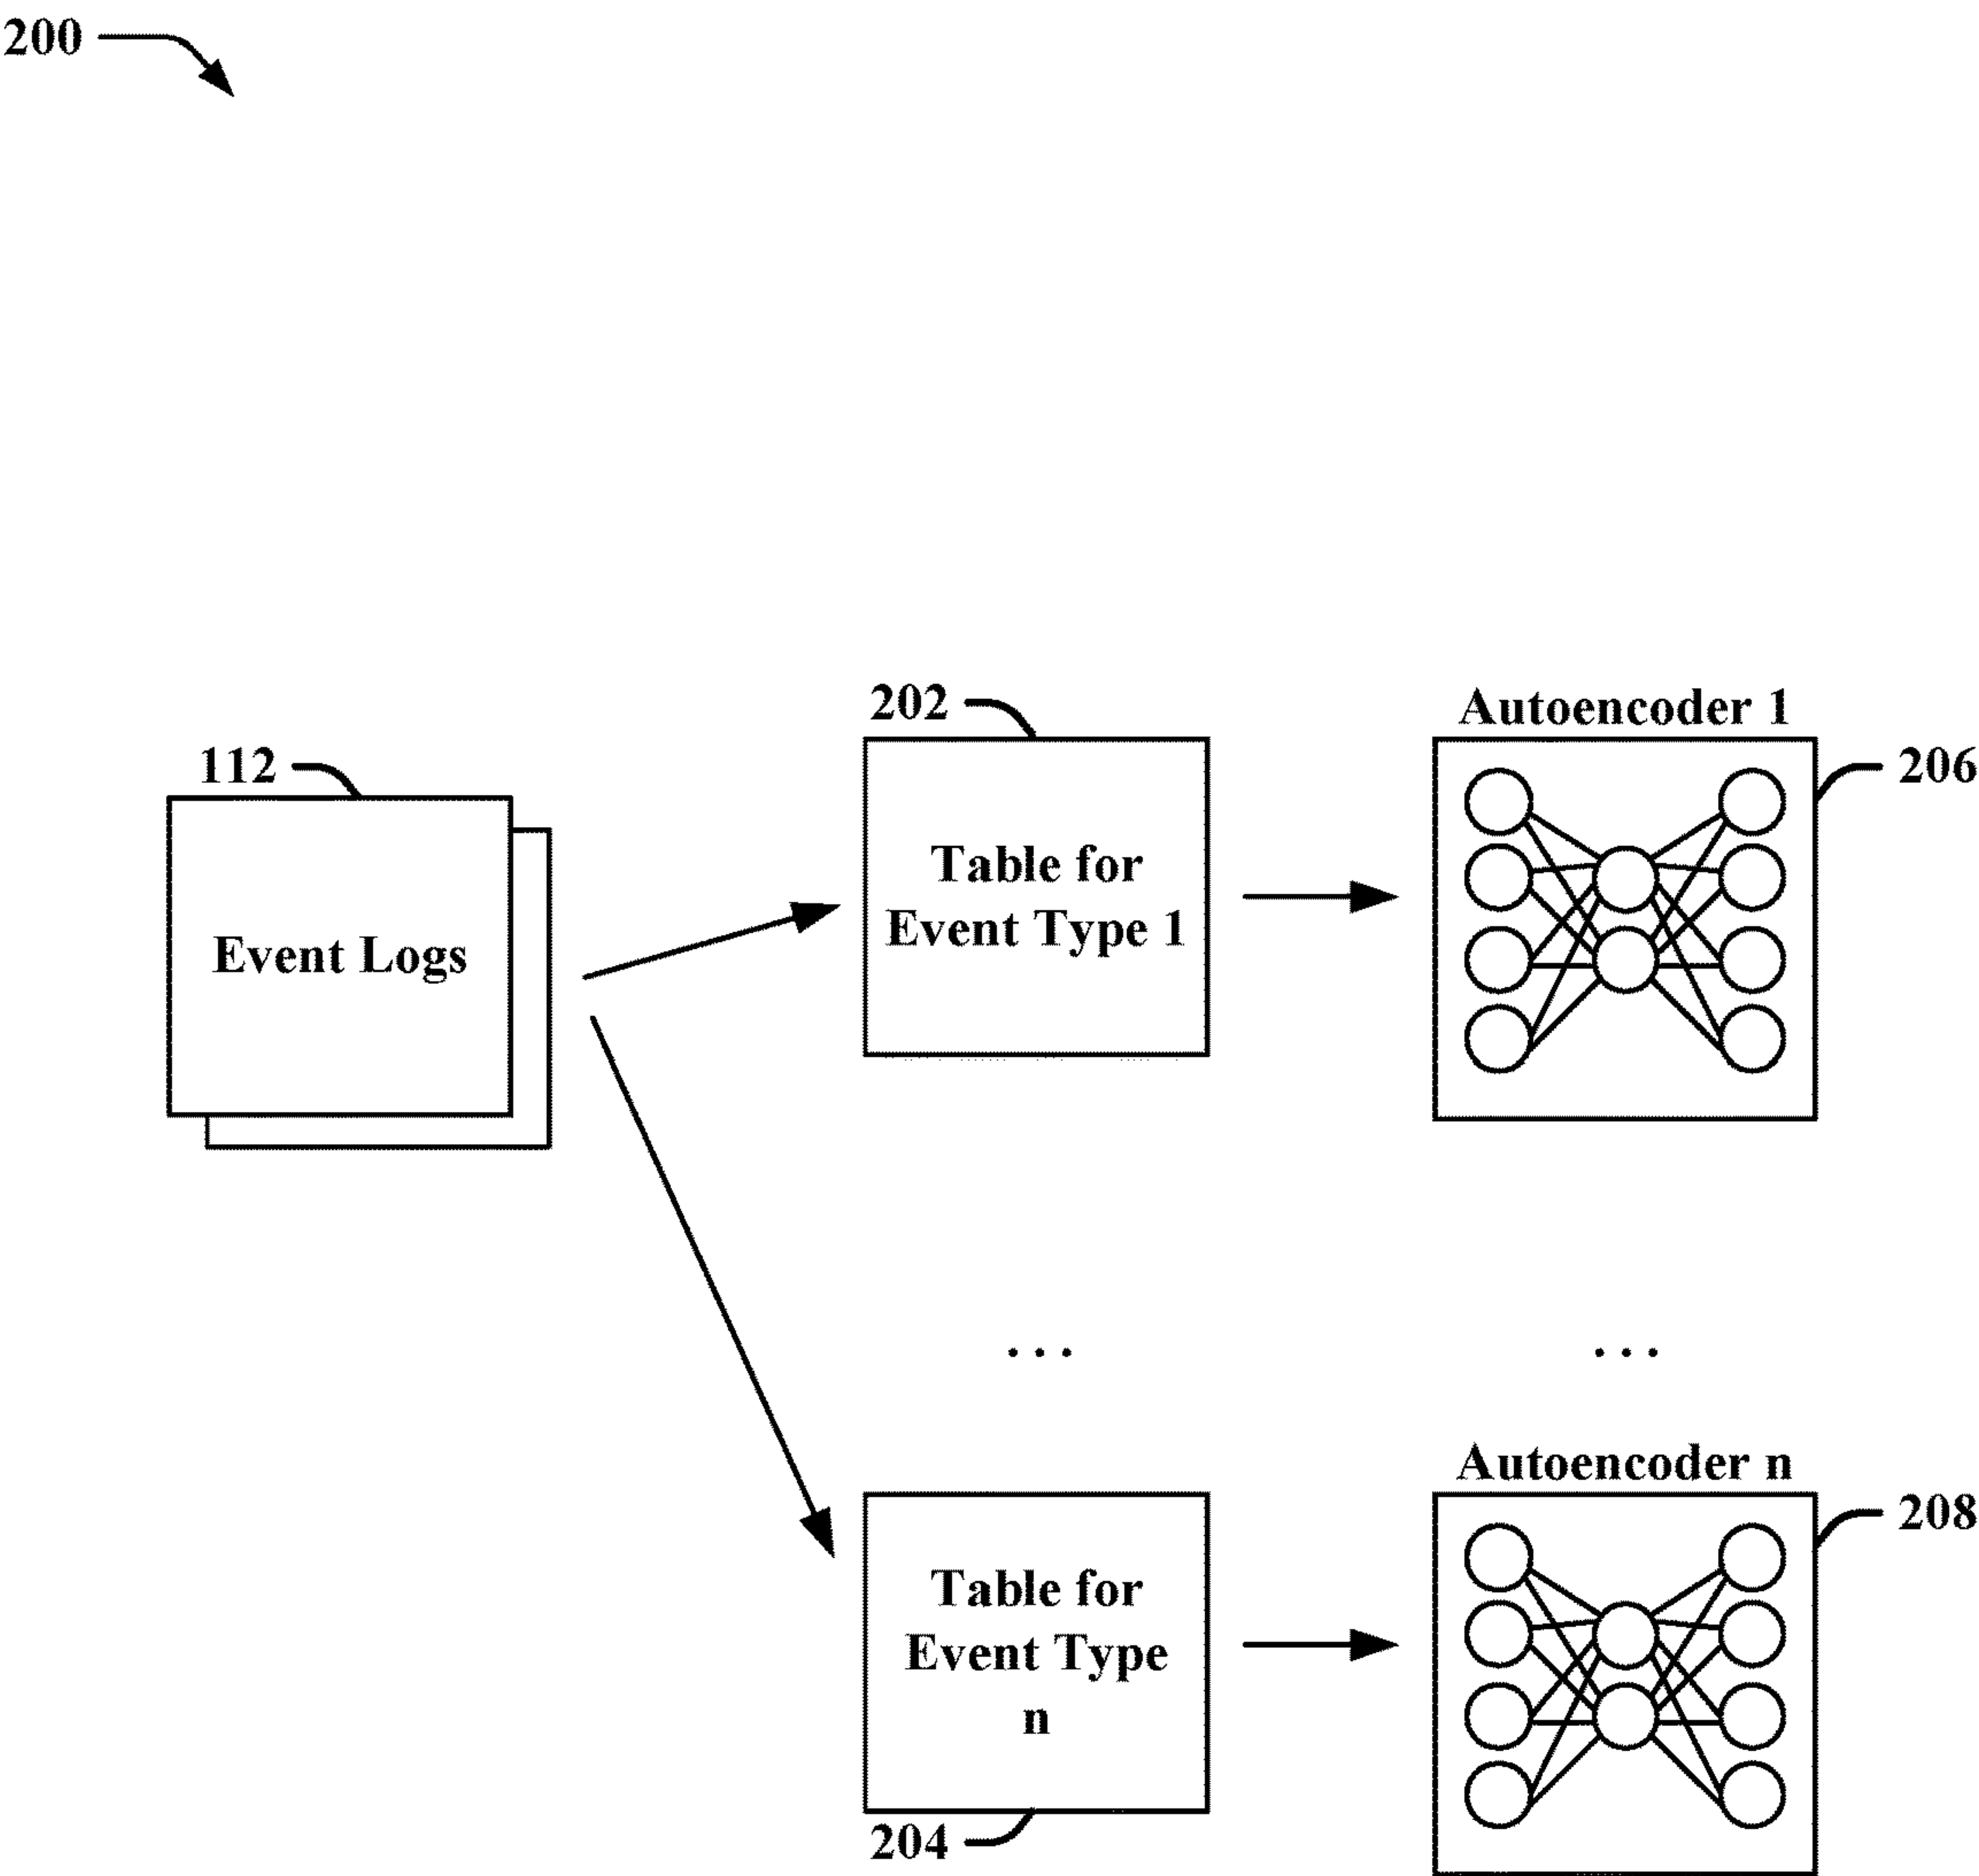 200
202
Autoencoder 1
112
206
Table for
Event Type 1
Event Logs
...
...
Autoencoder n
208
Table for
Event Type
n
204